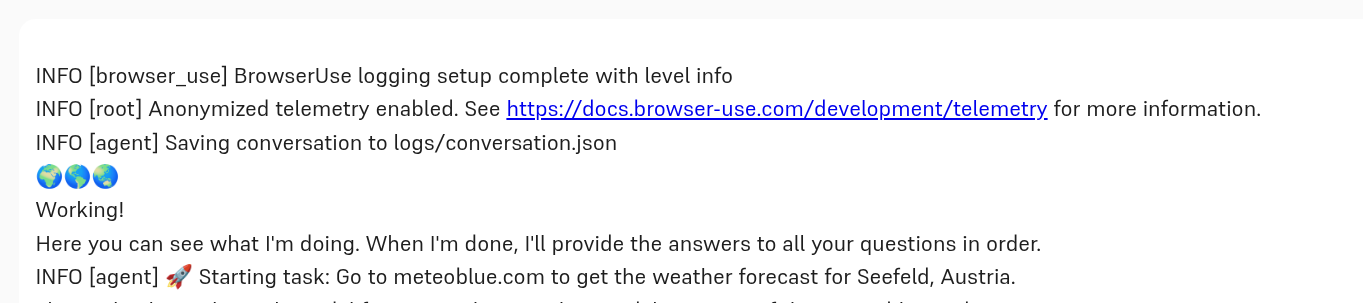 INFO [browser_use] BrowserUse logging setup complete with level info
INFO [root] Anonymized telemetry enabled. See https://docs.browser-use.com/development/telemetry for more information.
INFO [agent] Saving conversation to logs/conversation.json
🌍🌎🌏
Working!
Here you can see what I'm doing. When I'm done, I'll provide the answers to all your questions in order.
INFO [agent] 🚀 Starting task: Go to meteoblue.com to get the weather forecast for Seefeld, Austria.